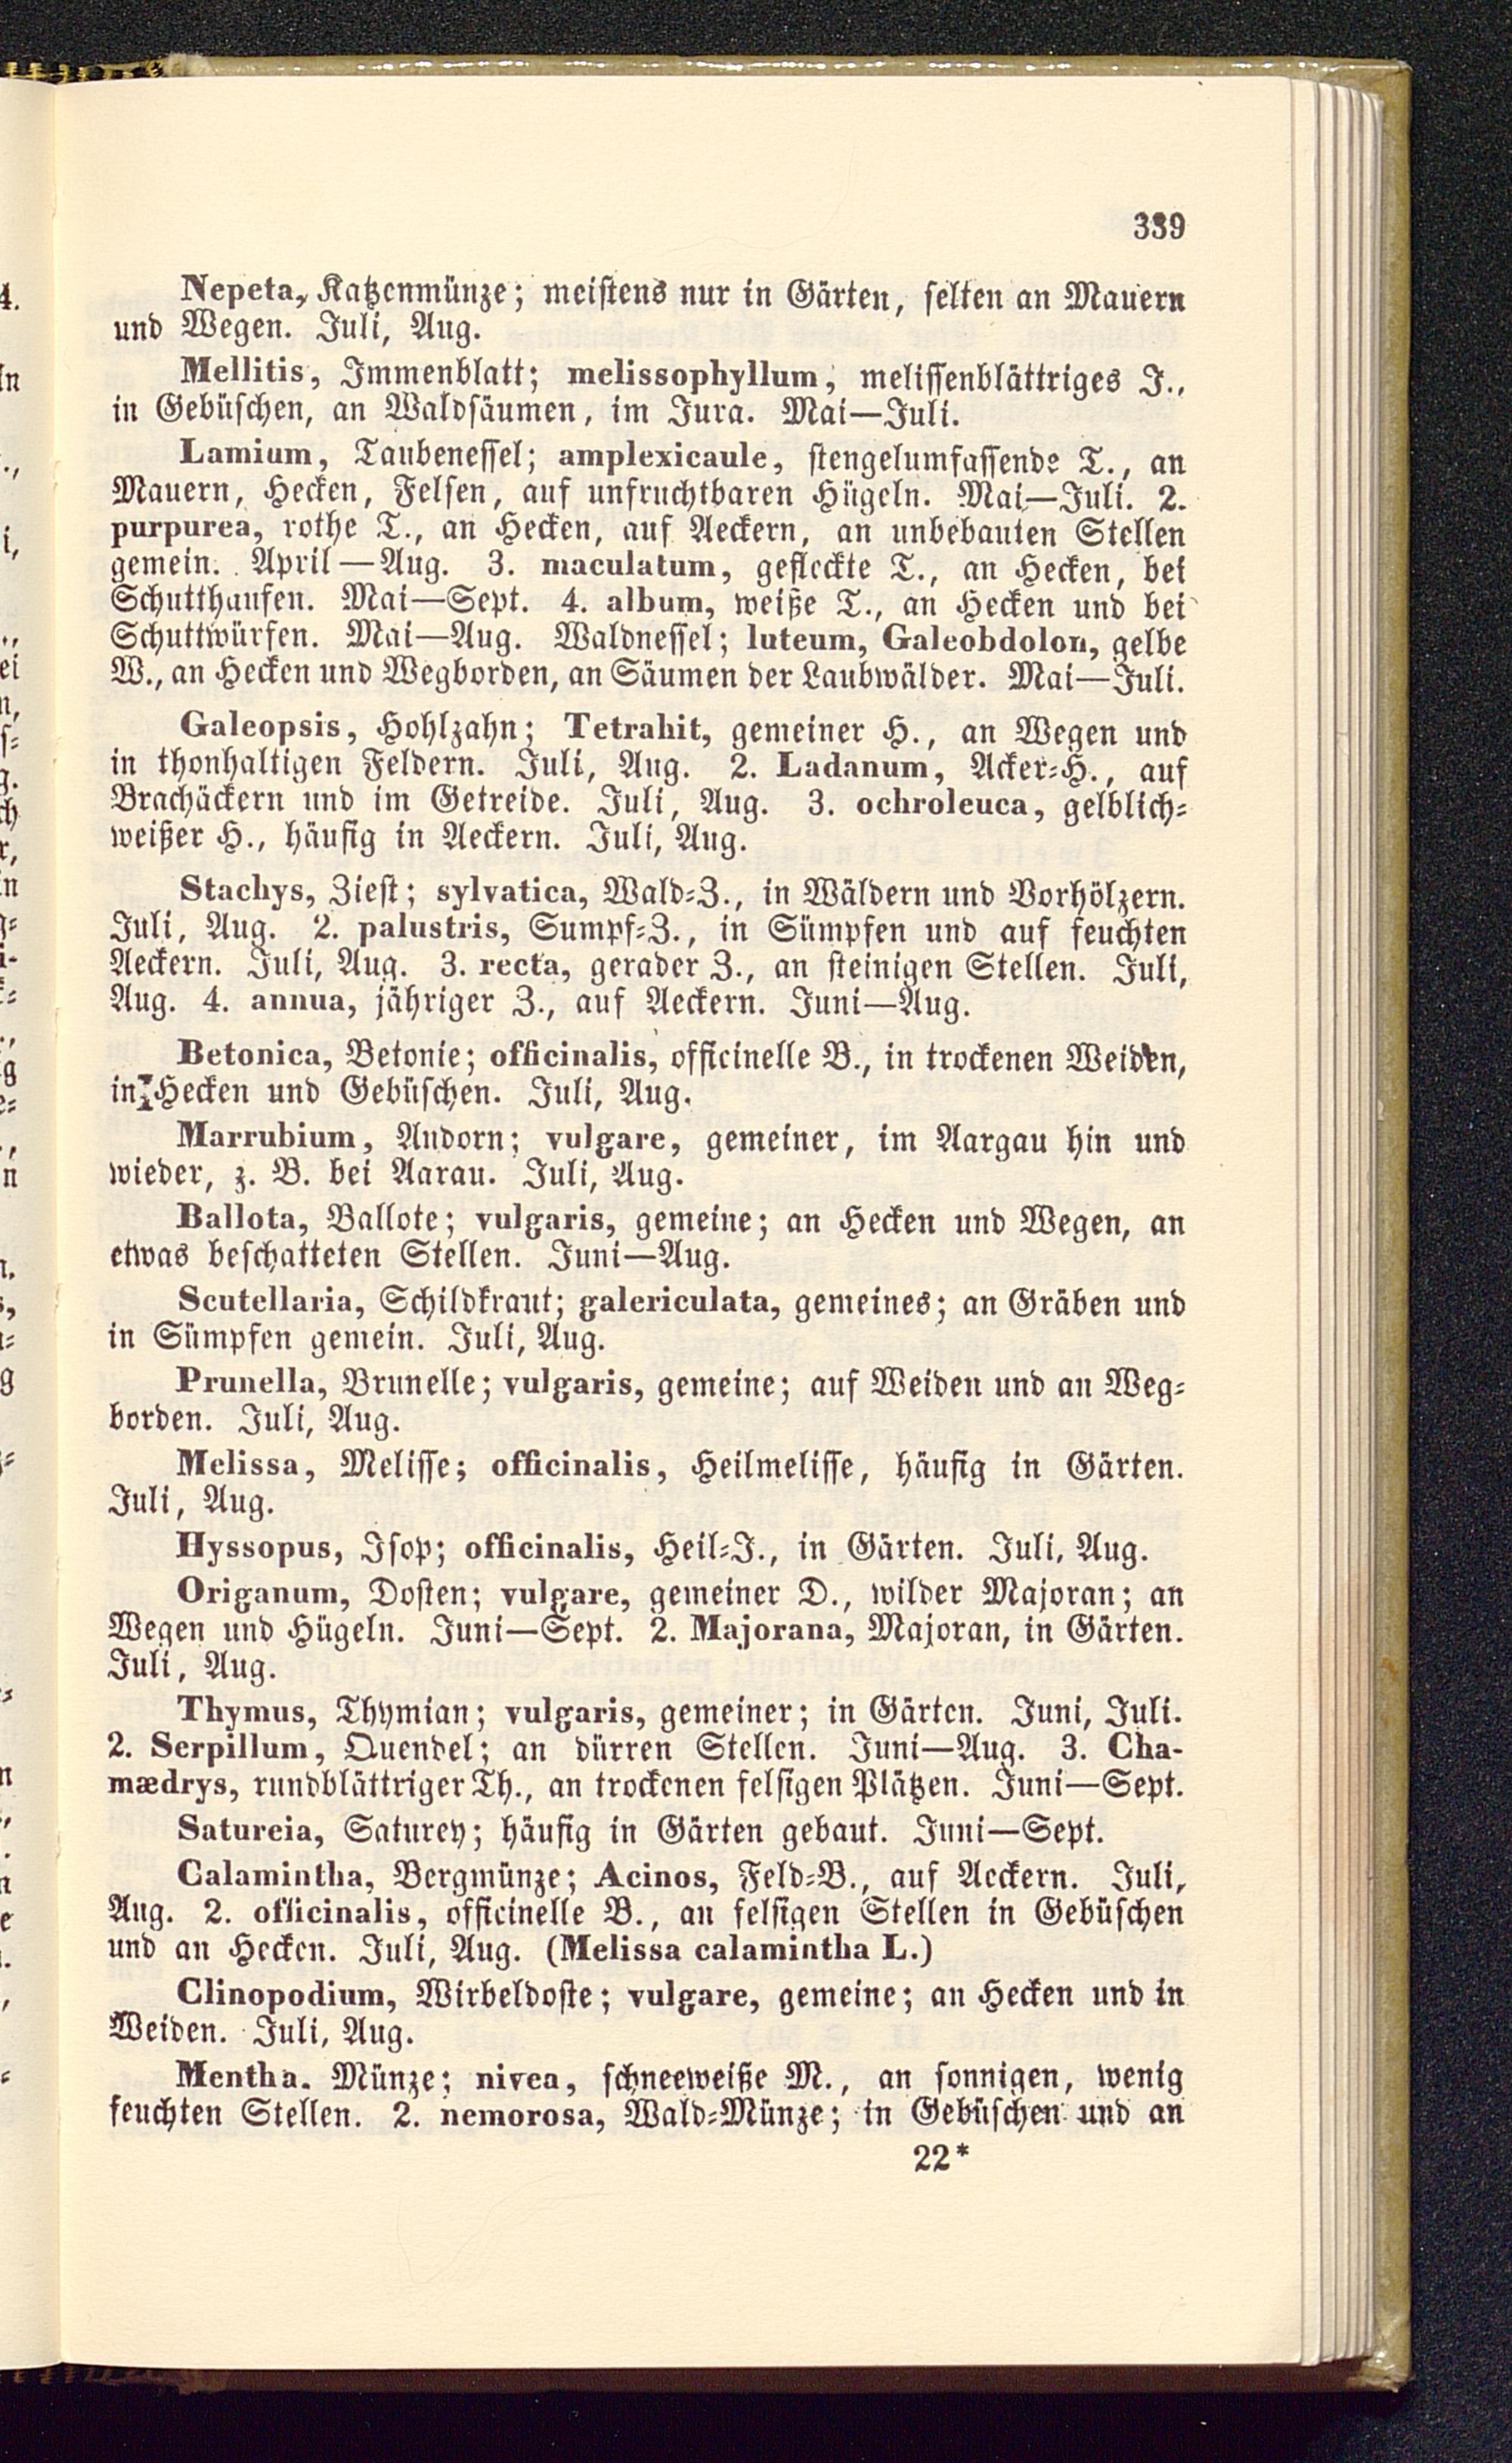 339
Nepeta, Katzenmünze; meistens nur in Gärten, selten an Mauern
und Wegen. Juli, Aug.
Mellitis, Immenblatt; melissophyllum, melissenblättriges J.,
in Gebüschen, an Waldsäumen, im Jura. Mai—Juli.
Lamium, Taubenessel; amplexicaule, stengelumfassende T., an
Mauern, Hecken, Felsen, auf unfruchtbaren Hügeln. Mai—Juli. 2.
purpurea, rothe T., an Hecken, auf Aeckern, an unbebauten Stellen
gemein. April—Aug. 3. maculatum, gefleckte T., an Hecken, bei
Schutthaufen. Mai—Sept. 4. album, weiße T., an Hecken und bei
Schuttwürfen. Mai—Aug. Waldnessel; luteum, Galeobdolon, gelbe
W., an Hecken und Wegborden, an Säumen der Laubwälder. Mai—Juli.
Galeopsis, Hohlzahn; Tetrahit, gemeiner H., an Wegen und
in thonhaltigen Feldern. Juli, Aug. 2. Ladanum, Acker-H., auf
Brachäckern und im Getreide. Juli, Aug. 3. ochroleuca, gelblich-
weißer H., häufig in Aeckern. Juli, Aug.
Stachys, Ziest; sylvatica, Wald-Z., in Wäldern und Vorhölzern.
Juli, Aug. 2. palustris, Sumpf-Z., in Sümpfen und auf feuchten
Aeckern. Juli, Aug. 3. recta, gerader Z., an steinigen Stellen. Juli,
Aug. 4. annua, jähriger Z., auf Aeckern. Juni—Aug.
Betonica, Betonie; officinalis, officinelle B., in trockenen Weiden,
in Hecken und Gebüschen. Juli, Aug.
Marrubium, Andorn; vulgare, gemeiner, im Aargau hin und
wieder, z. B. bei Aarau. Juli, Aug.
Ballota, Ballote; vulgaris, gemeine; an Hecken und Wegen, an
etwas beschatteten Stellen. Juni—Aug.
Scutellaria, Schildkraut; galericulata, gemeines; an Gräben und
in Sümpfen gemein. Juli, Aug.
Prunella, Brunelle; vulgaris, gemeine; auf Weiden und an Weg-
borden. Juli, Aug.
Melissa, Melisse; officinalis, Heilmelisse, häufig in Gärten.
Juli, Aug.
Hyssopus, Isop; officinalis, Heil-J., in Gärten. Juli, Aug.
Origanum, Dosten; vulgare, gemeiner D., wilder Majoran; an
Wegen und Hügeln. Juni—Sept. 2. Majorana, Majoran, in Gärten.
Juli, Aug.
Thymus, Thymian; vulgaris, gemeiner; in Gärten. Juni, Juli.
2. Serpillum, Quendel; an dürren Stellen. Juni—Aug. 3. Cha-
mædrys, rundblättriger Th., an trockenen felsigen Plätzen. Juni—Sept.
Satureia, Saturey; häufig in Gärten gebaut. Juni—Sept.
Calamintha, Bergmünze; Acinos, Feld-B., auf Aeckern. Juli,
Aug. 2. officinalis, officinelle B., an felsigen Stellen in Gebüschen
und an Hecken. Juli, Aug. (Melissa calamintha L.)
Clinopodium, Wirbeldoste; vulgare, gemeine; an Hecken und in
Weiden. Juli, Aug.
Mentha. Münze; nivea, schneeweiße M., an sonnigen, wenig
feuchten Stellen. 2. nemorosa, Wald-Münze; in Gebüschen und an
22*